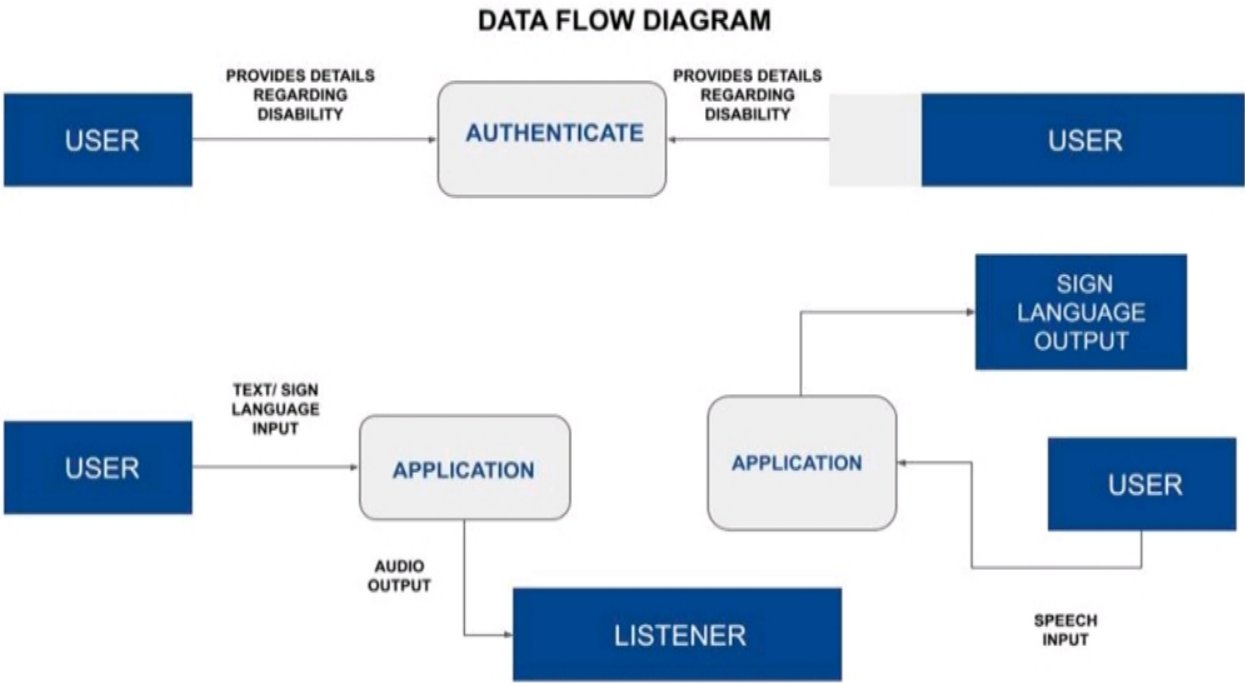 DATA FLOW DIAGRAM
PROVIDES DETAILS
REGARDING
DISABILITY
PROVIDES DETAILS
REGARDING
DISABILITY
USER
AUTHENTICATE
USER
SIGN
LANGUAGE
OUTPUT
TEXT/ SIGN
LANGUAGE
INPUT
USER
APPLICATION
APPLICATION
USER
AUDIO
OUTPUT
LISTENER
SPEECH
INPUT